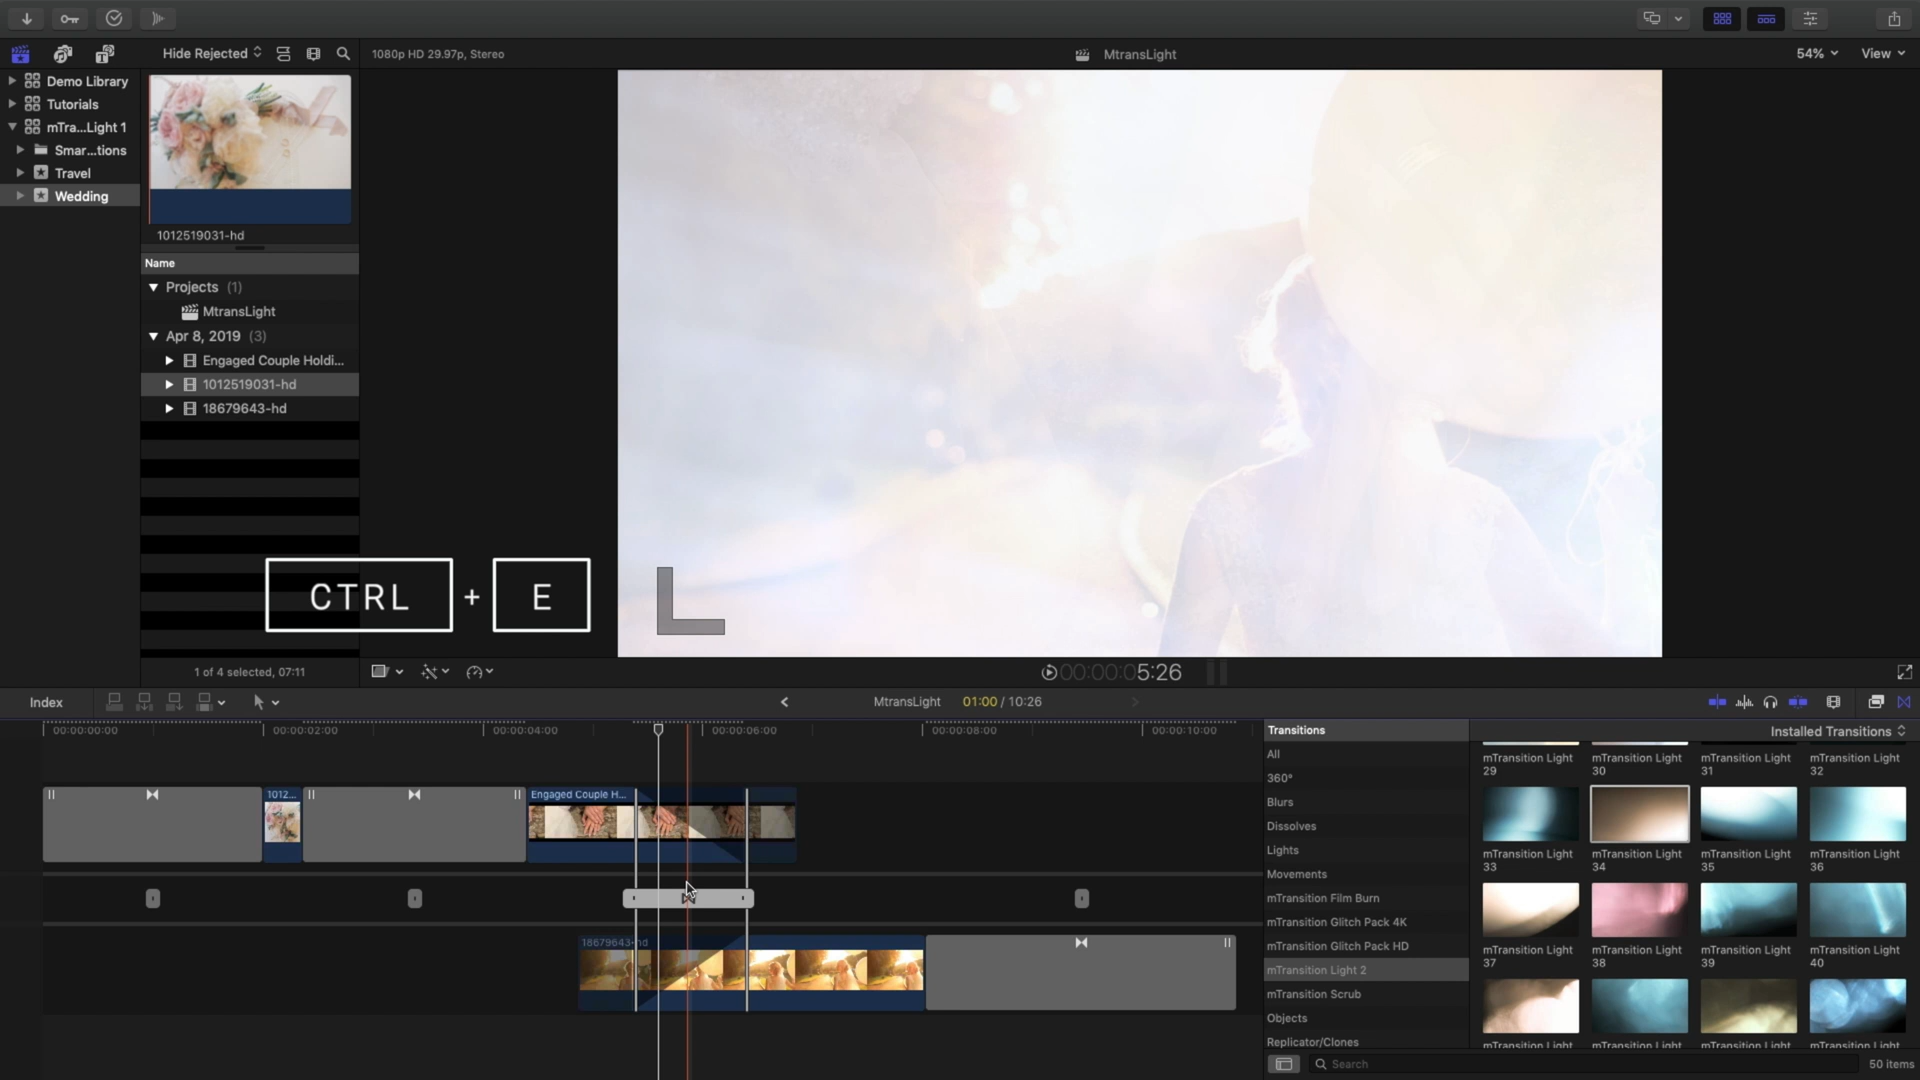 Hide Rejected
1080p HD 29.97p, Stereo
MtransLight
54%
View
Demo Library
Tutorials
mTra...Light 1
Smar...tions
Travel
Wedding
1012519031-hd
Name
Projects (1)
MtransLight
Apr 8, 2019 (3)
Engaged Couple Holdi...
1012519031-hd
18679643-hd
CTRL + E
1 of 4 selected, 07:11
00:00:05:26
Index
MtransLight
01:00 / 10:26
00:00:00:00
00:00:02:00
00:00:04:00
00:00:06:00
00:00:08:00
00:00:10:00
1012...
Engaged Couple H...
18679643-hd
Transitions
Installed Transitions
All
360°
Blurs
Dissolves
Lights
Movements
mTransition Film Burn
mTransition Glitch Pack 4K
mTransition Glitch Pack HD
mTransition Light 2
mTransition Scrub
Objects
Replicator/Clones
mTransition Light 29
mTransition Light 30
mTransition Light 31
mTransition Light 32
mTransition Light 33
mTransition Light 34
mTransition Light 35
mTransition Light 36
mTransition Light 37
mTransition Light 38
mTransition Light 39
mTransition Light 40
mTransition Light
mTransition Light
mTransition Light
mTransition Light
Search
50 items